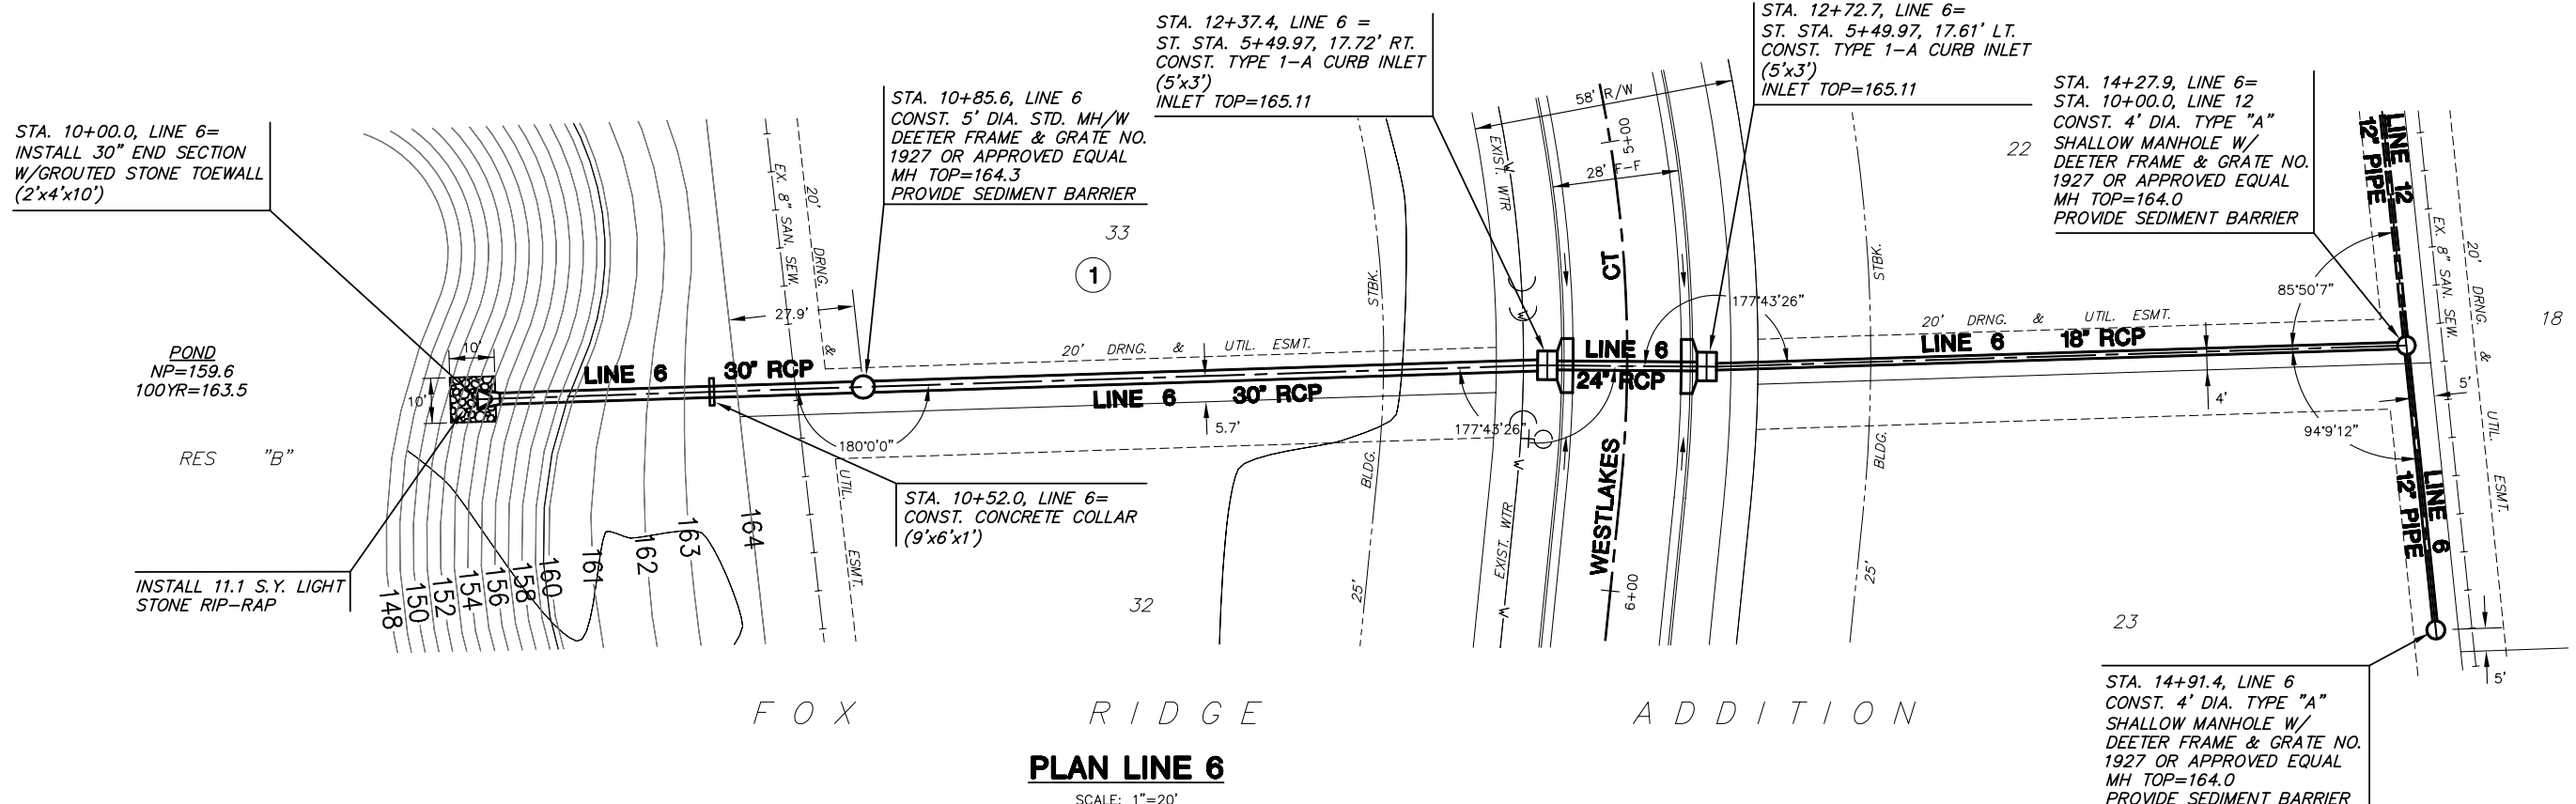 STA. 10+00.0, LINE 6=
INSTALL 30" END SECTION
W/GROUTED STONE TOEWALL
(2'x4'x10')
STA. 10+85.6, LINE 6
CONST. 5' DIA. STD. MH/W
DEETER FRAME & GRATE NO.
1927 OR APPROVED EQUAL
MH TOP=164.3
PROVIDE SEDIMENT BARRIER
STA. 12+37.4, LINE 6 =
ST. STA. 5+49.97, 17.72' RT.
CONST. TYPE 1-A CURB INLET
(5'x3')
INLET TOP=165.11
STA. 12+72.7, LINE 6=
ST. STA. 5+49.97, 17.61' LT.
CONST. TYPE 1-A CURB INLET
(5'x3')
INLET TOP=165.11
STA. 14+27.9, LINE 6=
STA. 10+00.0, LINE 12
CONST. 4' DIA. TYPE "A"
SHALLOW MANHOLE W/
DEETER FRAME & GRATE NO.
1927 OR APPROVED EQUAL
MH TOP=164.0
PROVIDE SEDIMENT BARRIER
LINE 12
12" PIPE
EX. 8" SAN. SEW.
20' DRNG. & UTIL. ESMT.
58' R/W
5+00
28' F-F
EXIST. WTR
W
22
33
1
EX. 8" SAN. SEW.
20' DRNG. & UTIL. ESMT.
27.9'
STBK.
CT
STBK.
177°43'26"
85°50'7"
18
20' DRNG. & UTIL. ESMT.
20' DRNG. & UTIL. ESMT.
POND
NP=159.6
100YR=163.5
10'
10'
LINE 6 30" RCP
LINE 6 30" RCP
LINE 6
24" RCP
LINE 6 18" RCP
5'
4'
5.7'
180°0'0"
177°43'26"
94°9'12"
RES "B"
BLDG.
25'
BLDG.
25'
W
EXIST. WTR
W
WESTLAKES
6+00
LINE 6
12" PIPE
STA. 10+52.0, LINE 6=
CONST. CONCRETE COLLAR
(9'x6'x1')
INSTALL 11.1 S.Y. LIGHT
STONE RIP-RAP
148
150
152
154
156
158
160
161
162
163
164
32
23
5'
FOX RIDGE ADDITION
STA. 14+91.4, LINE 6
CONST. 4' DIA. TYPE "A"
SHALLOW MANHOLE W/
DEETER FRAME & GRATE NO.
1927 OR APPROVED EQUAL
MH TOP=164.0
PROVIDE SEDIMENT BARRIER
PLAN LINE 6
SCALE: 1"=20'